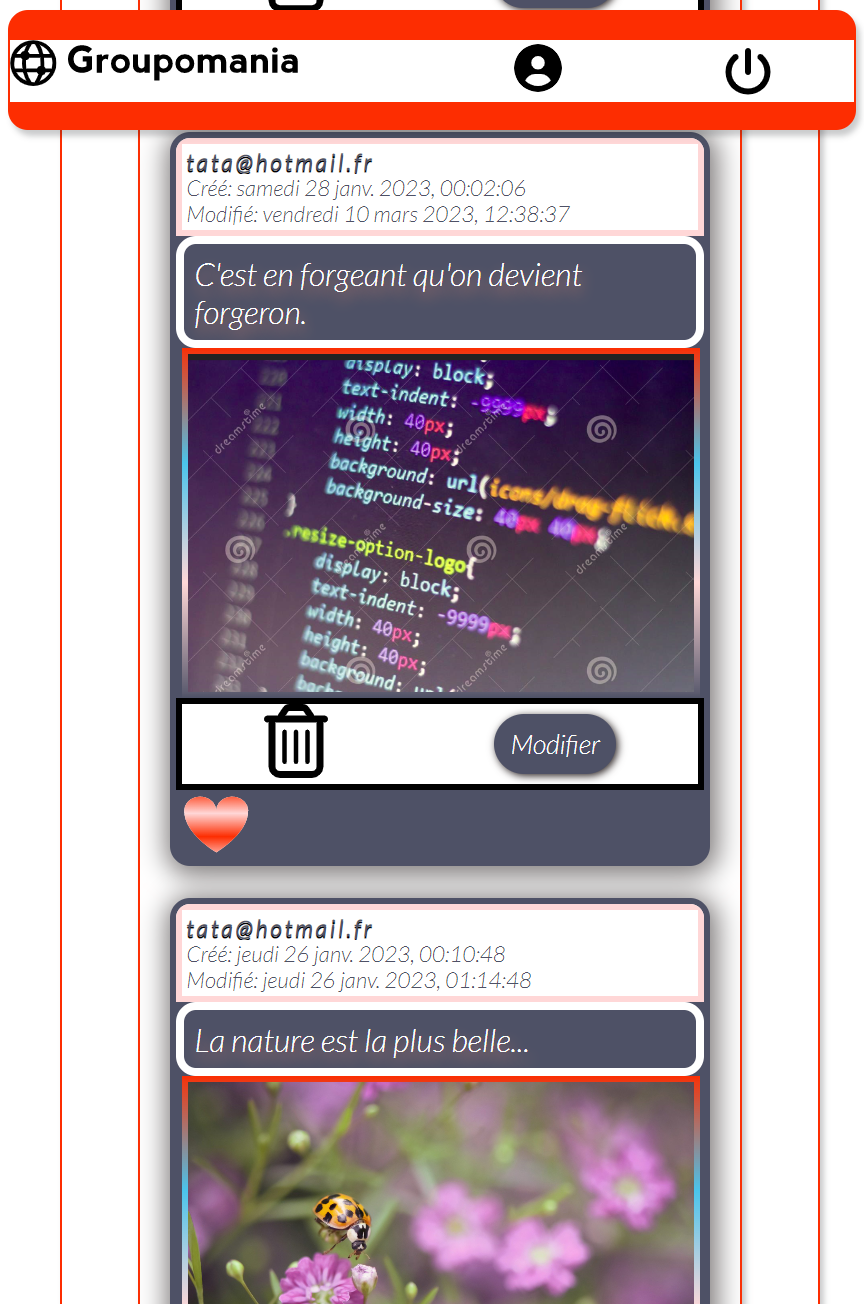 Groupomania
tata@hotmail.fr
Créé: samedi 28 janv. 2023, 00:02:06
Modifié: vendredi 10 mars 2023, 12:38:37
C'est en forgeant qu'on devient
forgeron.
display: block;
text-indent: -9999px;
width: 40px;
height: 40px;
background: url(icons/drag-
background-size: 40px 40px;
}
.resize-option-logo{
display: block;
text-indent: -9999px;
width: 40px;
height: 40px;
background: url(
dreamstime
Modifier
tata@hotmail.fr
Créé: jeudi 26 janv. 2023, 00:10:48
Modifié: jeudi 26 janv. 2023, 01:14:48
La nature est la plus belle...